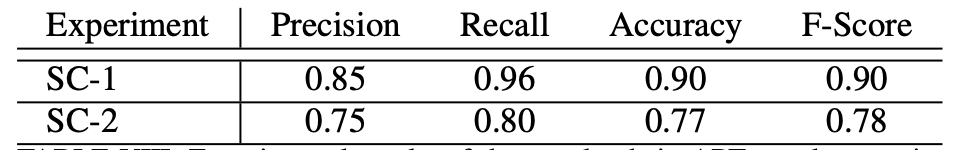 Experiment Precision Recall Accuracy F-Score
SC-1 0.85 0.96 0.90 0.90
SC-2 0.75 0.80 0.77 0.78